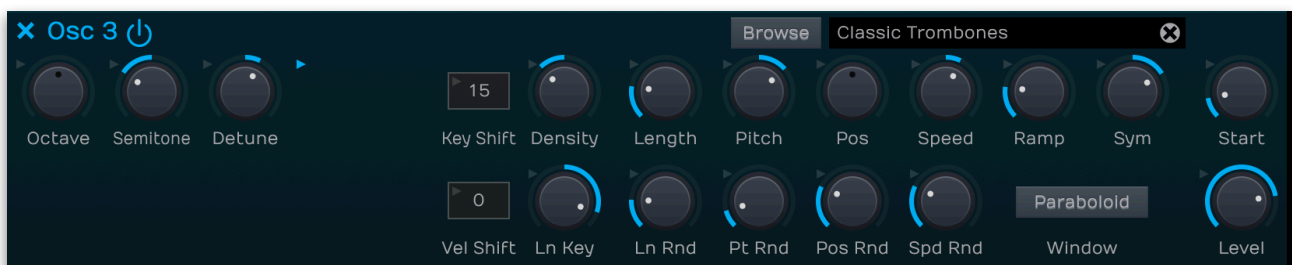 Osc 3
Browse Classic Trombones
15
Octave Semitone Detune Key Shift Density Length Pitch Pos Speed Ramp Sym Start
0 Paraboloid
Vel Shift Ln Key Ln Rnd Pt Rnd Pos Rnd Spd Rnd Window Level